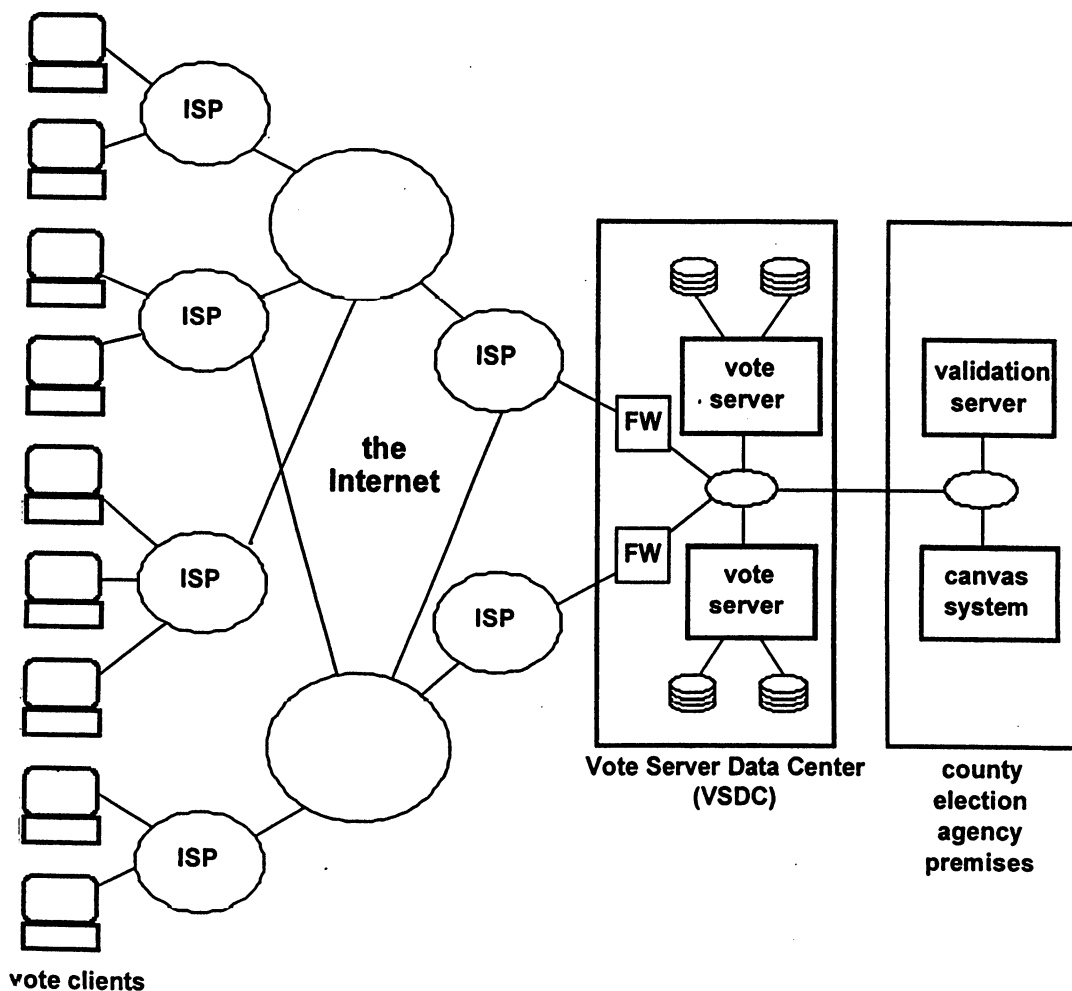 ISP
ISP
ISP
ISP
the
Internet
ISP
ISP
FW
FW
vote
server
vote
server
Vote Server Data Center
(VSDC)
validation
server
canvas
system
county
election
agency
premises
vote clients